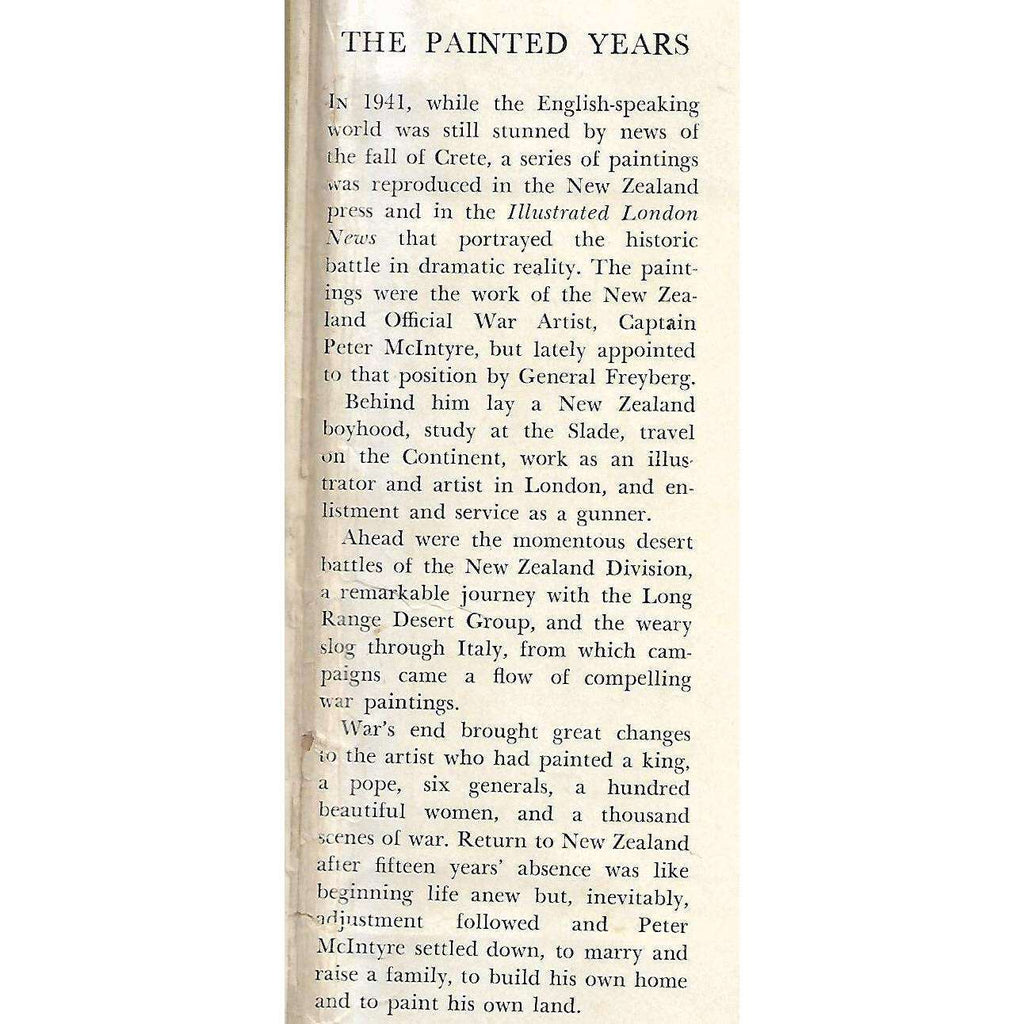 THE PAINTED YEARS
IN 1941, while the English-speaking
world was still stunned by news of
the fall of Crete, a series of paintings
was reproduced in the New Zealand
press and in the Illustrated London
News that portrayed the historic
battle in dramatic reality. The paint-
ings were the work of the New Zea-
land Official War Artist, Captain
Peter McIntyre, but lately appointed
to that position by General Freyberg.
Behind him lay a New Zealand
boyhood, study at the Slade, travel
on the Continent, work as an illus-
trator and artist in London, and en-
listment and service as a gunner.
Ahead were the momentous desert
battles of the New Zealand Division,
a remarkable journey with the Long
Range Desert Group, and the weary
slog through Italy, from which cam-
paigns came a flow of compelling
war paintings.
War's end brought great changes
to the artist who had painted a king,
a pope, six generals, a hundred
beautiful women, and a thousand
scenes of war. Return to New Zealand
after fifteen years' absence was like
beginning life anew but, inevitably,
adjustment followed and Peter
McIntyre settled down, to marry and
raise a family, to build his own home
and to paint his own land.